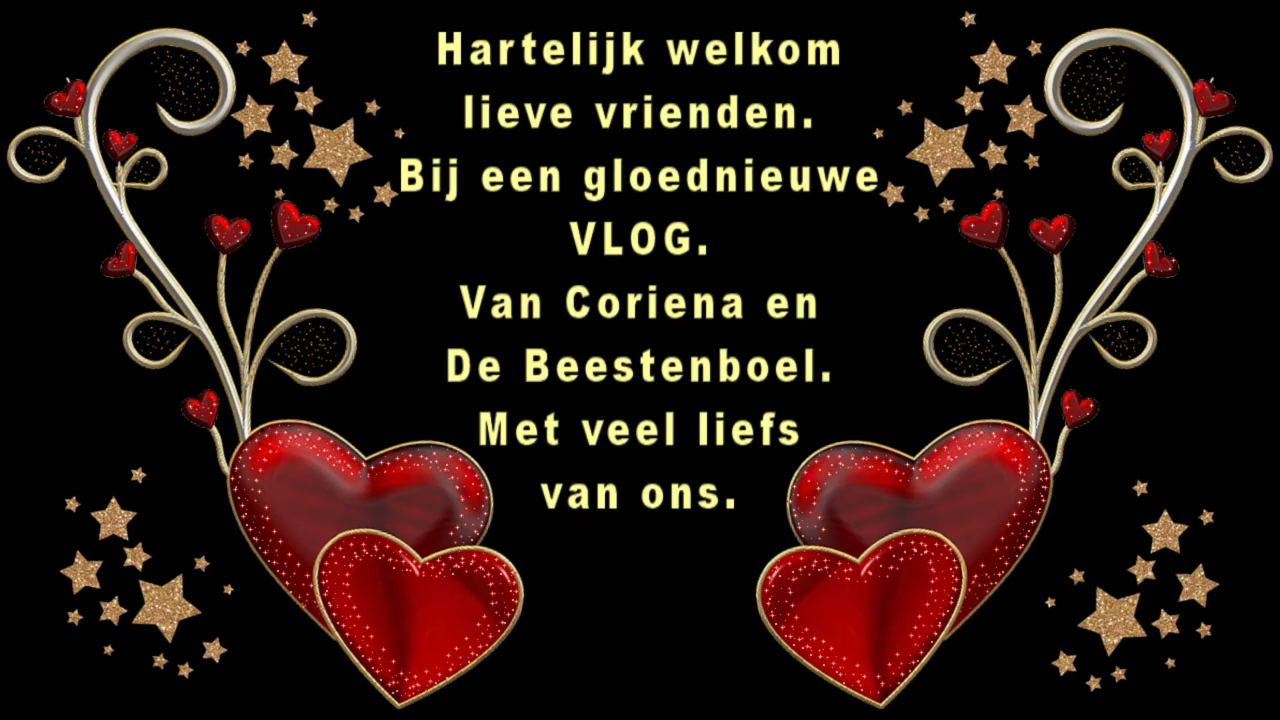 Hartelijk welkom
lieve vrienden.
Bij een gloednieuwe
VLOG.
Van Coriena en
De Beestenboel.
Met veel liefs
van ons.